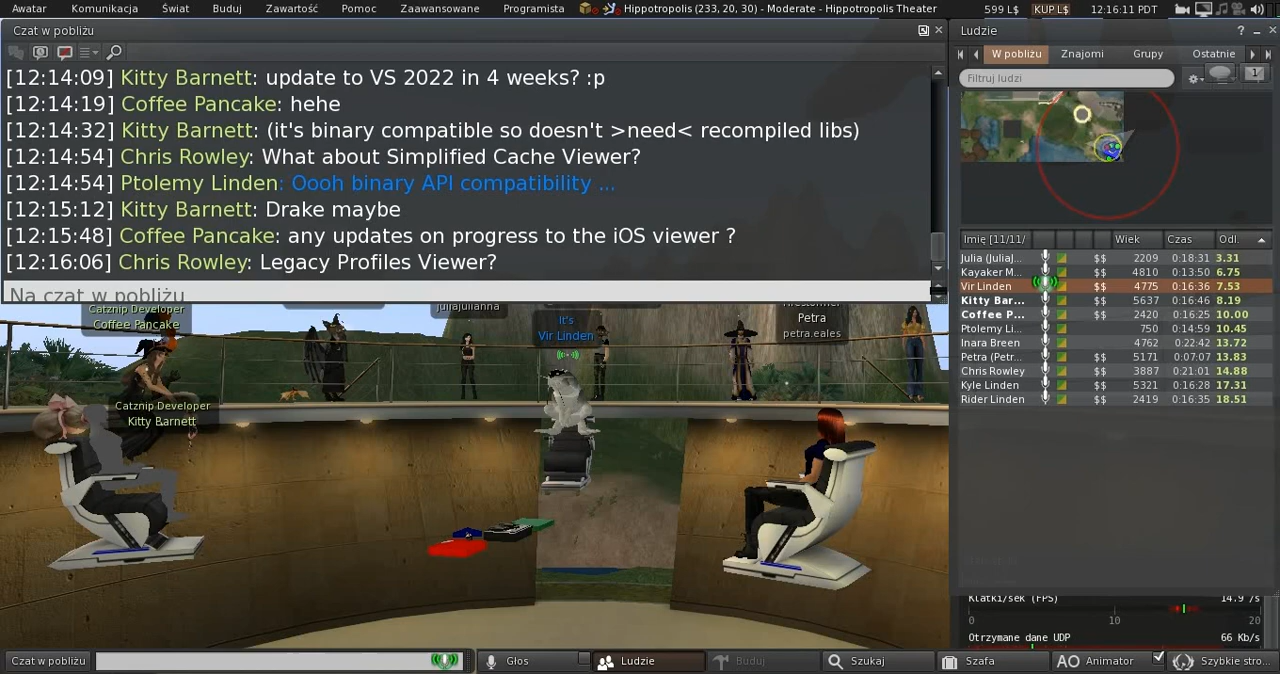 Awatar Komunikacja Świat Buduj Zawartość Pomoc Zaawansowane Programista Hippotropolis (233, 20, 30) - Moderate - Hippotropolis Theater 599 L$ KUP L$ 12:16:11 PDT
Czat w pobliżu
[12:14:09] Kitty Barnett: update to VS 2022 in 4 weeks? :p
[12:14:19] Coffee Pancake: hehe
[12:14:32] Kitty Barnett: (it's binary compatible so doesn't >need< recompiled libs)
[12:14:54] Chris Rowley: What about Simplified Cache Viewer?
[12:14:54] Ptolemy Linden: Oooh binary API compatibility ...
[12:15:12] Kitty Barnett: Drake maybe
[12:15:48] Coffee Pancake: any updates on progress to the iOS viewer ?
[12:16:06] Chris Rowley: Legacy Profiles Viewer?
Na czat w pobliżu
Catznip Developer
Coffee Pancake
juliajulianna
It's
Vir Linden
Petra
petra.eales
Catznip Developer
Kitty Barnett
Ludzie
? _ ×
W pobliżu Znajomi Grupy Ostatnie
Filtruj ludzi
1
Imię [11/11/ Wiek Czas Odl.
Julia (JuliaJ... $$ 2209 0:18:31 3.31
Kayaker M... $$ 4810 0:13:50 6.75
Vir Linden 4775 0:16:36 7.53
Kitty Bar... $$ 5637 0:16:46 8.19
Coffee P... $$ 2420 0:16:25 10.00
Ptolemy Li... 750 0:14:59 10.45
Inara Breen 4762 0:22:42 13.72
Petra (Petr... $$ 5171 0:07:07 13.83
Chris Rowley $$ 3887 0:21:01 14.88
Kyle Linden $$ 5321 0:16:28 17.31
Rider Linden $$ 2419 0:16:35 18.51
Klatki/sek (FPS) 14.9 /s
0 10 20
Otrzymane dane UDP 66 Kb/s
Czat w pobliżu Głos Ludzie Buduj Szukaj Szafa AO Animator Szybkie stro...